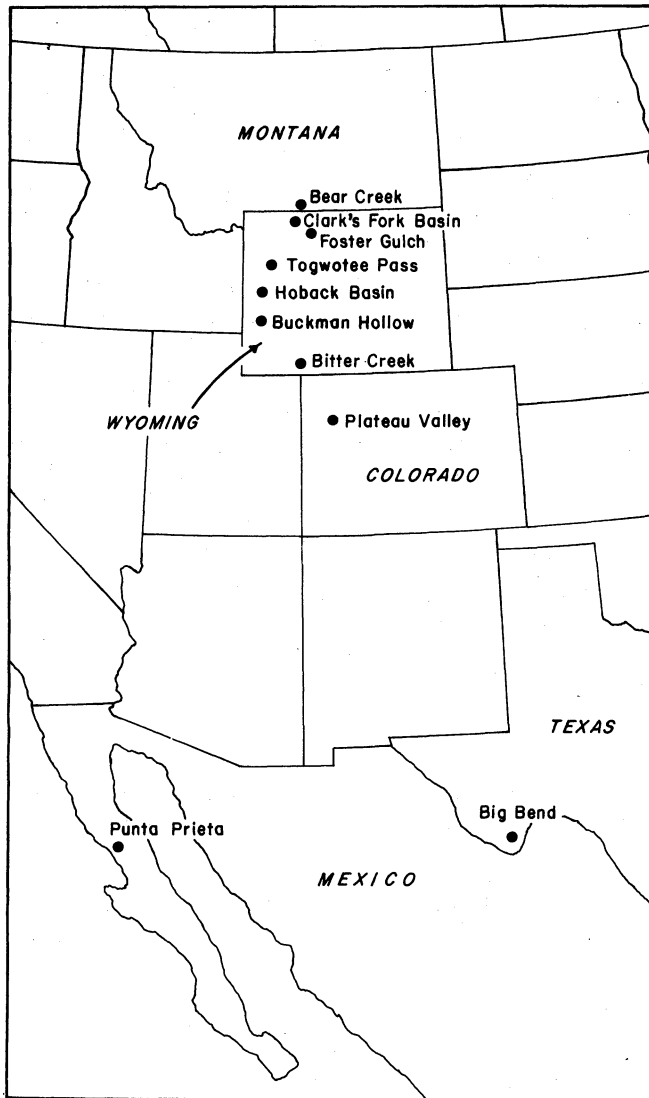 MONTANA
Bear Creek
Clark's Fork Basin
Foster Gulch
Togwotee Pass
Hoback Basin
Buckman Hollow
Bitter Creek
WYOMING
Plateau Valley
COLORADO
TEXAS
Big Bend
Punta Prieta
MEXICO